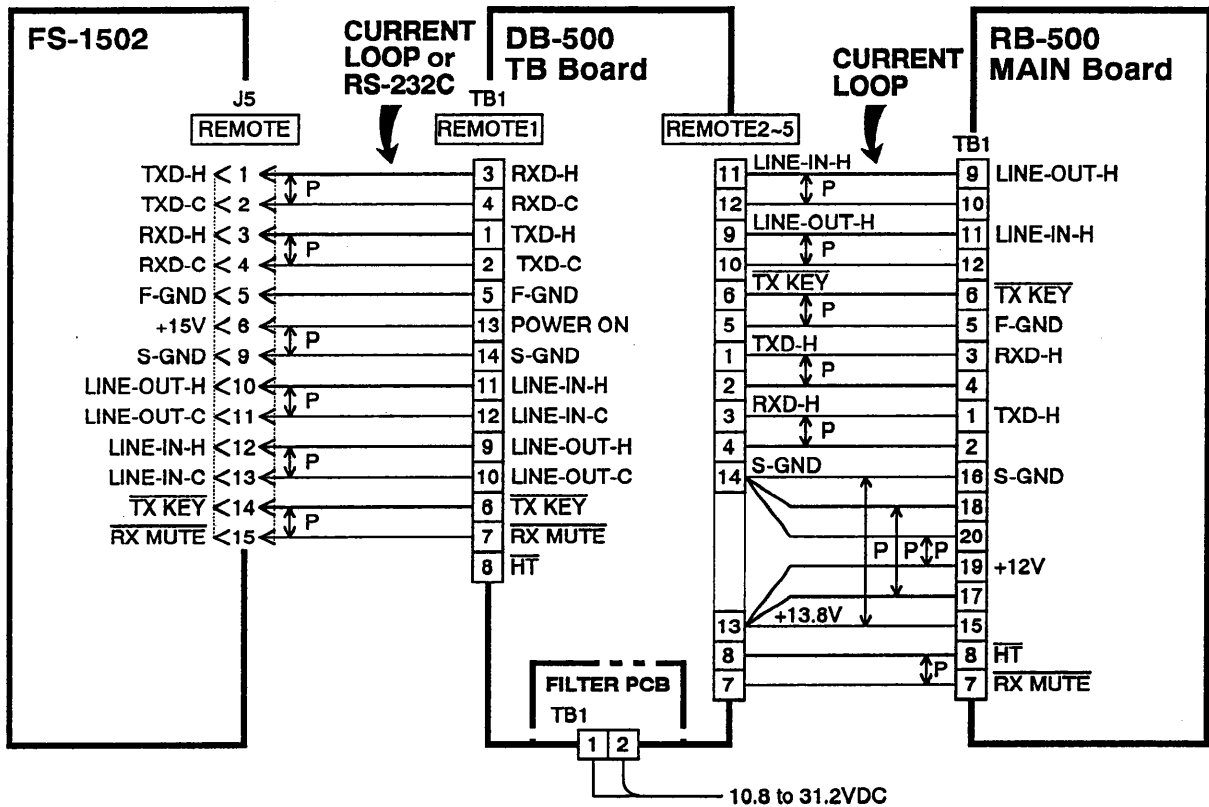 FS-1502
CURRENT
LOOP or
RS-232C
DB-500
TB Board
CURRENT
LOOP
RB-500
MAIN Board
J5
REMOTE
TB1
REMOTE1
REMOTE2~5
TB1
TXD-H 1 P 3 RXD-H
TXD-C 2 4 RXD-C
RXD-H 3 P 1 TXD-H
RXD-C 4 2 TXD-C
F-GND 5 5 F-GND
+15V 6 P 13 POWER ON
S-GND 9 14 S-GND
LINE-OUT-H 10 P 11 LINE-IN-H
LINE-OUT-C 11 12 LINE-IN-C
LINE-IN-H 12 P 9 LINE-OUT-H
LINE-IN-C 13 10 LINE-OUT-C
TX KEY 14 P 6 TX KEY
RX MUTE 15 7 RX MUTE
8 HT
11 LINE-IN-H P 9 LINE-OUT-H
12 10
9 LINE-OUT-H P 11 LINE-IN-H
10 12
6 TX KEY P 6 TX KEY
5 5 F-GND
1 TXD-H P 3 RXD-H
2 4
3 RXD-H P 1 TXD-H
4 2
14 S-GND 16 S-GND
18
20
P P P
19 +12V
17
13 +13.8V 15
8 P 8 HT
7 7 RX MUTE
FILTER PCB
TB1
1 2
10.8 to 31.2VDC